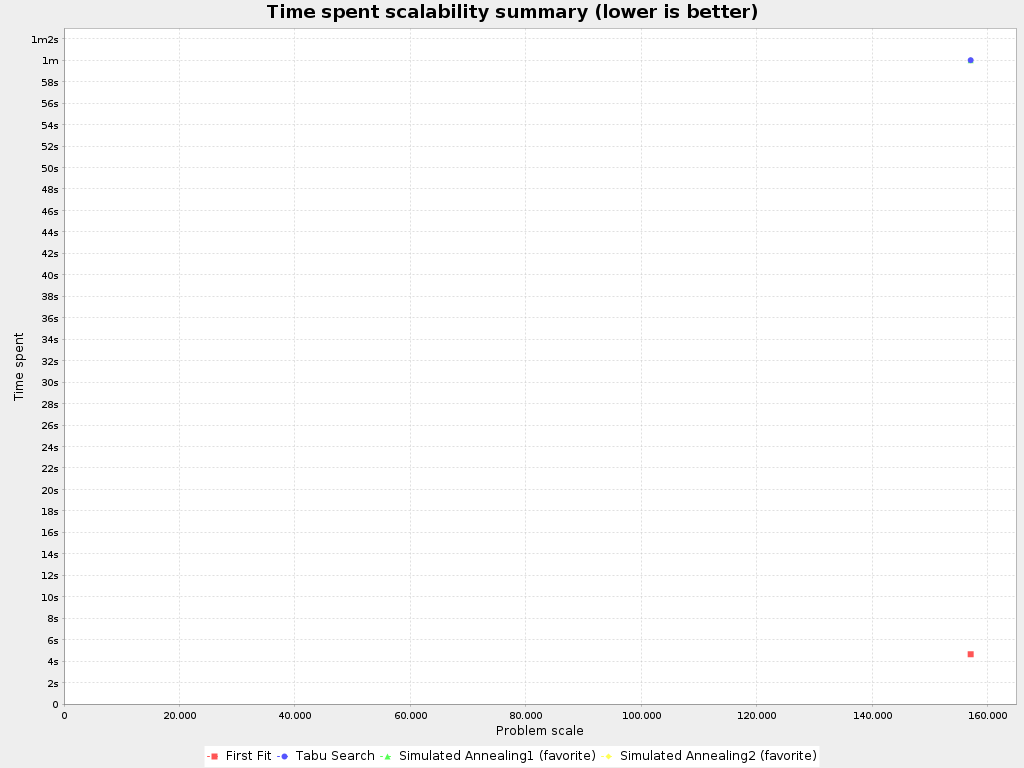 Time spent scalability summary (lower is better)
1m2s
1m
58s
56s
54s
52s
50s
48s
46s
44s
42s
40s
38s
36s
34s
32s
30s
28s
26s
24s
22s
20s
18s
16s
14s
12s
10s
8s
6s
4s
2s
0
Time spent
0 20.000 40.000 60.000 80.000 100.000 120.000 140.000 160.000
Problem scale
First Fit Tabu Search Simulated Annealing1 (favorite) Simulated Annealing2 (favorite)